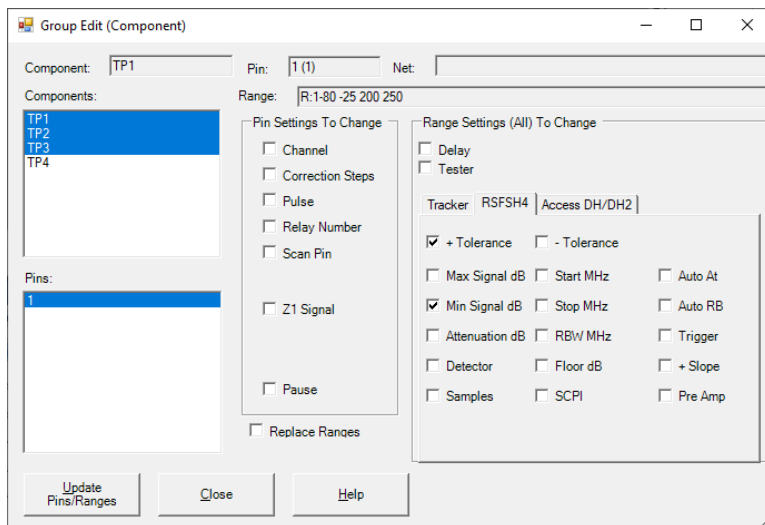 Group Edit (Component)
Component: TP1 Pin: 1 (1) Net:
Components: Range: R:1-80 -25 200 250
TP1
TP2
TP3
TP4
Pin Settings To Change
Channel
Correction Steps
Pulse
Relay Number
Scan Pin
Z1 Signal
Pause
Replace Ranges
Range Settings (All) To Change
Delay
Tester
Tracker RSFSH4 Access DH/DH2
+ Tolerance - Tolerance
Max Signal dB Start MHz Auto At
Min Signal dB Stop MHz Auto RB
Attenuation dB RBW MHz Trigger
Detector Floor dB + Slope
Samples SCPI Pre Amp
Pins:
1
Update
Pins/Ranges
Close
Help